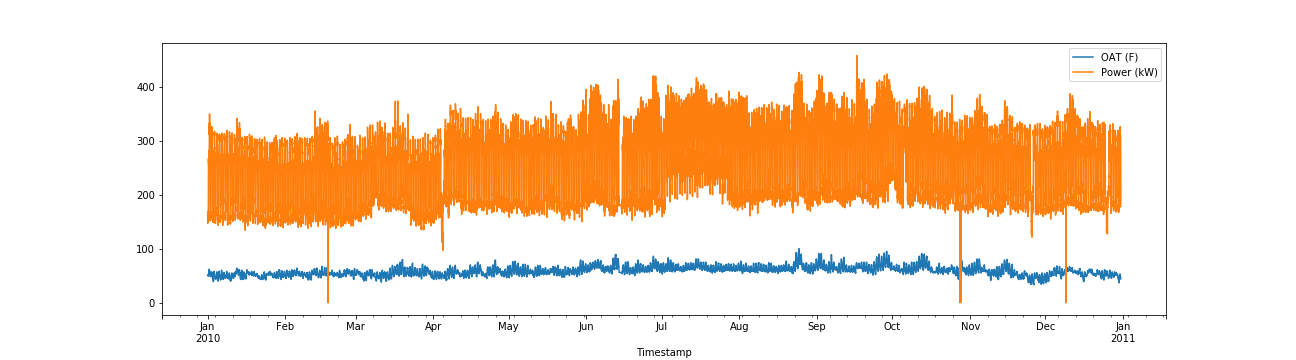 OAT (F)
Power (kW)
400
300
200
100
0
Jan Feb Mar Apr May Jun Jul Aug Sep Oct Nov Dec Jan
2010 2011
Timestamp